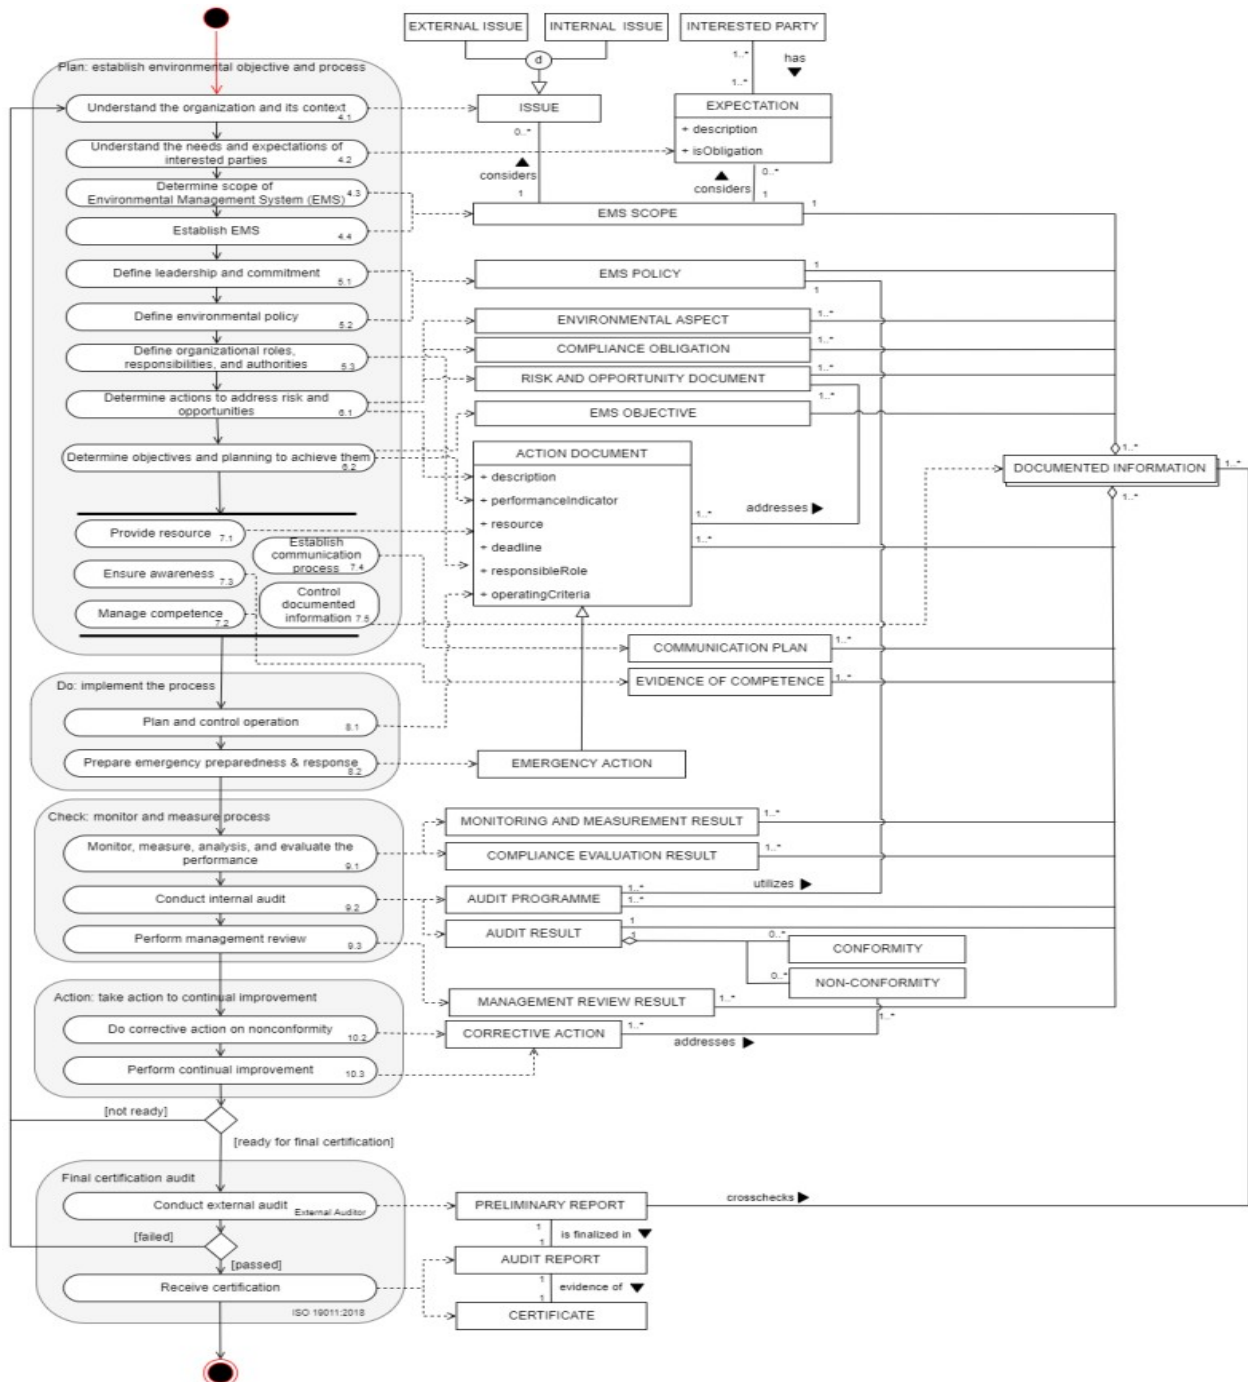 EXTERNAL ISSUE
INTERNAL ISSUE
INTERESTED PARTY
d
1..*
has
1..*
Plan: establish environmental objective and process
Understand the organization and its context
4.1
ISSUE
0..*
EXPECTATION
+ description
+ isObligation
Understand the needs and expectations of
interested parties
4.2
considers
1
considers
0..*
1
Determine scope of
Environmental Management System (EMS)
4.3
EMS SCOPE
1
Establish EMS
4.4
Define leadership and commitment
5.1
EMS POLICY
1
1
Define environmental policy
5.2
ENVIRONMENTAL ASPECT
1..*
COMPLIANCE OBLIGATION
1..*
Define organizational roles,
responsibilities, and authorities
5.3
RISK AND OPPORTUNITY DOCUMENT
1..*
1..*
Determine actions to address risk and
opportunities
6.1
EMS OBJECTIVE
1..*
Determine objectives and planning to achieve them
6.2
ACTION DOCUMENT
+ description
+ performanceIndicator
+ resource
+ deadline
+ responsibleRole
+ operatingCriteria
1..*
addresses
1..*
1..*
DOCUMENTED INFORMATION
1..*
1..*
Provide resource
7.1
Establish
communication
process
7.4
Ensure awareness
7.3
Control
documented
information
7.5
Manage competence
7.2
COMMUNICATION PLAN
1..*
EVIDENCE OF COMPETENCE
1..*
Do: implement the process
Plan and control operation
8.1
Prepare emergency preparedness & response
8.2
EMERGENCY ACTION
Check: monitor and measure process
MONITORING AND MEASUREMENT RESULT
1..*
Monitor, measure, analysis, and evaluate the
performance
9.1
COMPLIANCE EVALUATION RESULT
1..*
utilizes
Conduct internal audit
9.2
AUDIT PROGRAMME
1..*
1..*
Perform management review
9.3
AUDIT RESULT
1
1
0..*
CONFORMITY
0..*
NON-CONFORMITY
Action: take action to continual improvement
MANAGEMENT REVIEW RESULT
1..*
Do corrective action on nonconformity
10.2
CORRECTIVE ACTION
1..*
addresses
1..*
Perform continual improvement
10.3
[not ready]
[ready for final certification]
Final certification audit
Conduct external audit
External Auditor
PRELIMINARY REPORT
crosschecks
1
is finalized in
1
[failed]
[passed]
AUDIT REPORT
1
evidence of
1
Receive certification
CERTIFICATE
ISO 19011:2018